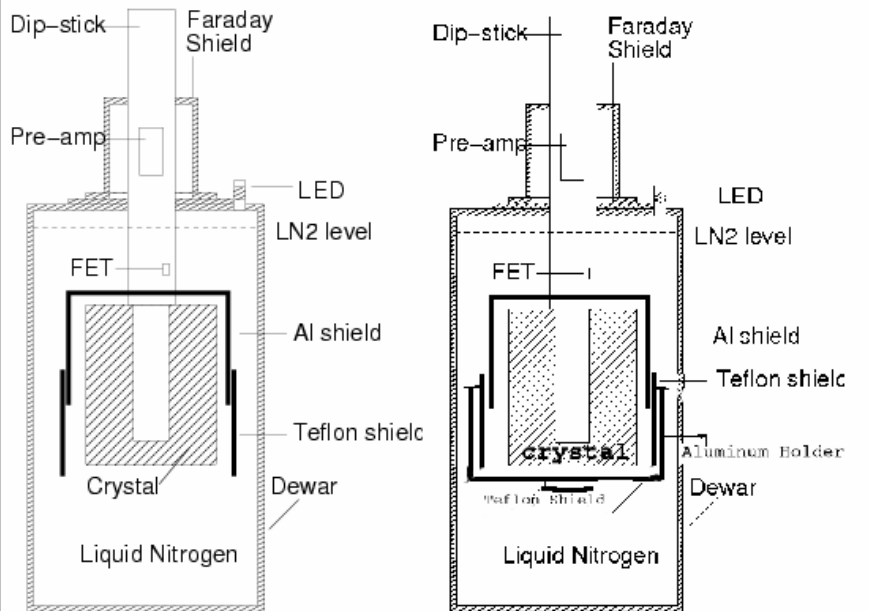 Dip-stick
Faraday
Shield
Pre-amp
LED
LN2 level
FET
Al shield
Teflon shield
Crystal
Dewar
Liquid Nitrogen
Dip-stick
Faraday
Shield
Pre-amp
LED
LN2 level
FET
Al shield
Teflon shield
crystal
Aluminum Holder
Teflon Shield
Dewar
Liquid Nitrogen